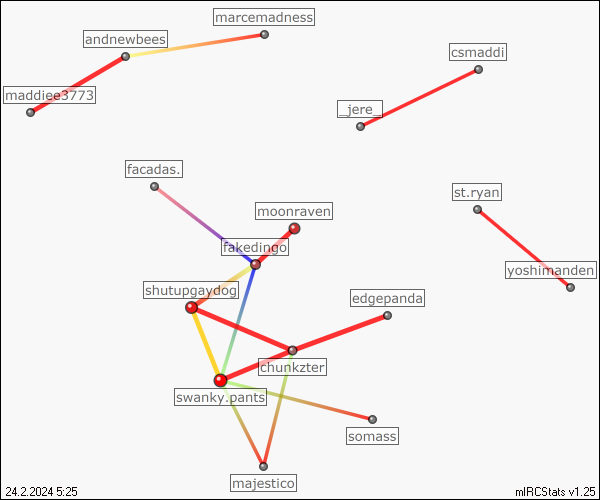 marcemadness
andnewbees
csmaddi
maddiee3773
_jere_
facadas.
st.ryan
moonraven
fakedingo
yoshimanden
shutupgaydog
edgepanda
chunkzter
swanky.pants
somass
majestico
24.2.2024 5:25
mIRCStats v1.25